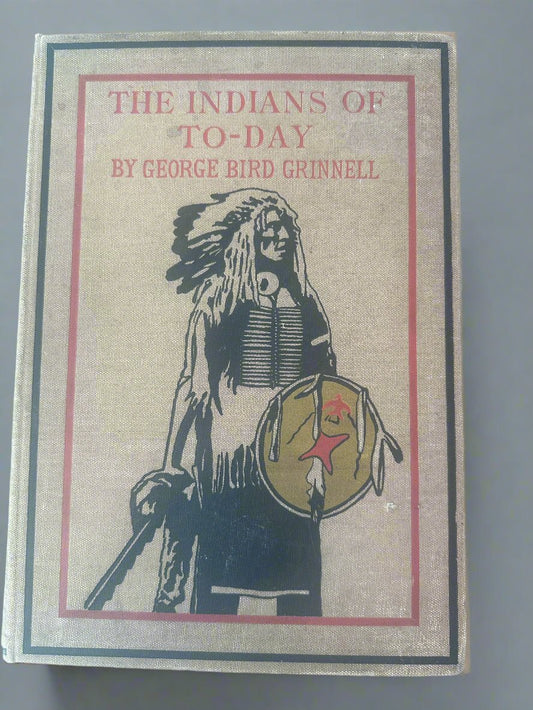 THE INDIANS OF
TO-DAY
BY GEORGE BIRD GRINNELL